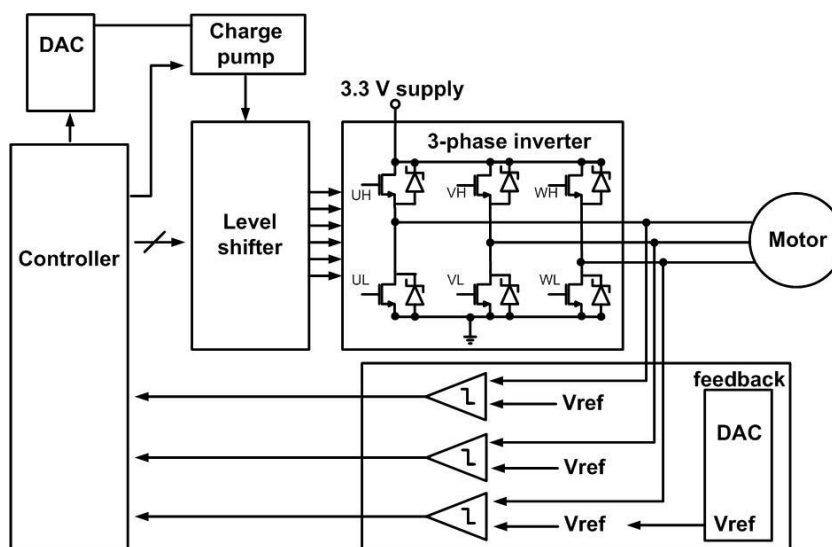 DAC
Charge
pump
3.3 V supply
3-phase inverter
UH
VH
WH
Level
shifter
Controller
Motor
UL
VL
WL
feedback
Vref
DAC
Vref
Vref
Vref